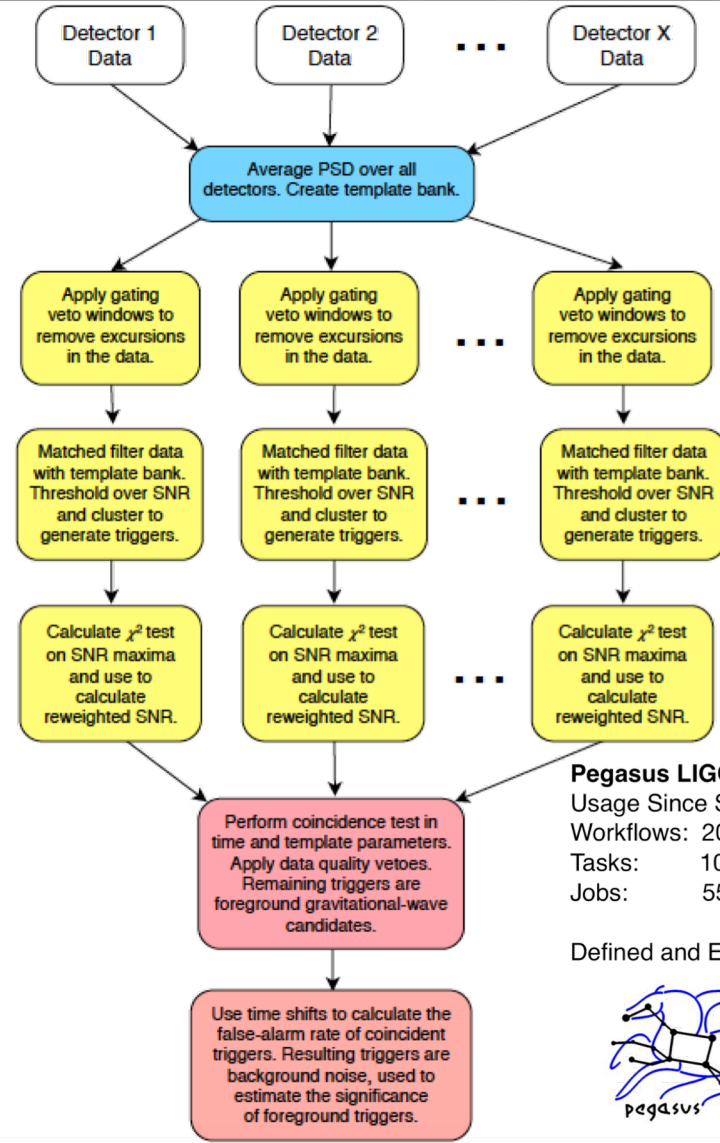 Detector 1
Data
Detector 2
Data
Detector X
Data
Average PSD over all
detectors. Create template bank.
Apply gating
veto windows to
remove excursions
in the data.
Apply gating
veto windows to
remove excursions
in the data.
Apply gating
veto windows to
remove excursions
in the data.
Matched filter data
with template bank.
Threshold over SNR
and cluster to
generate triggers.
Matched filter data
with template bank.
Threshold over SNR
and cluster to
generate triggers.
Matched filter data
with template bank.
Threshold over SNR
and cluster to
generate triggers.
Calculate χ² test
on SNR maxima
and use to
calculate
reweighted SNR.
Calculate χ² test
on SNR maxima
and use to
calculate
reweighted SNR.
Calculate χ² test
on SNR maxima
and use to
calculate
reweighted SNR.
Perform coincidence test in
time and template parameters.
Apply data quality vetoes.
Remaining triggers are
foreground gravitational-wave
candidates.
Use time shifts to calculate the
false-alarm rate of coincident
triggers. Resulting triggers are
background noise, used to
estimate the significance
of foreground triggers.
Pegasus LIG
Usage Since S
Workflows: 20
Tasks: 10
Jobs: 55
Defined and E
pegasus